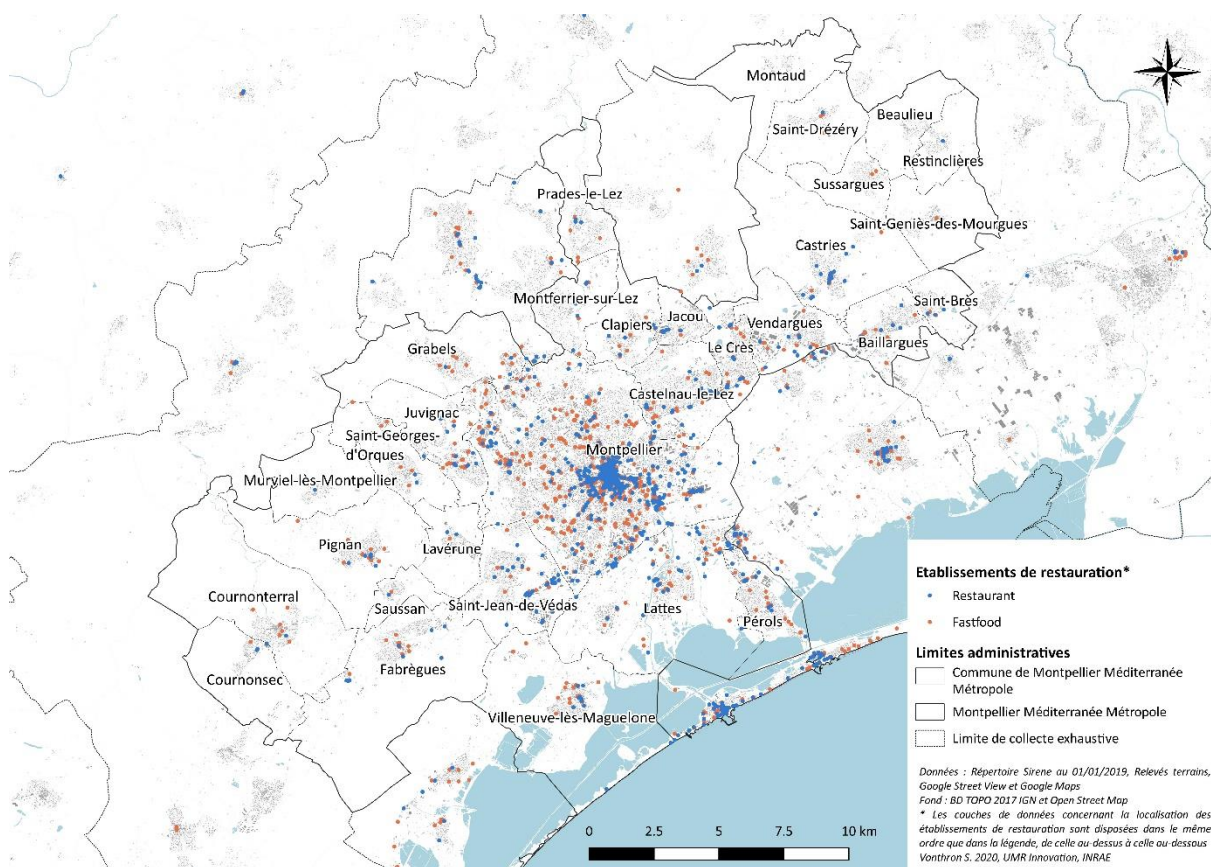 Montaud
Beaulieu
Saint-Drézéry
Restinclières
Sussargues
Prades-le-Lez
Saint-Geniès-des-Mourgues
Castries
Montferrier-sur-Lez
Saint-Brès
Jacou
Vendargues
Clapiers
Baillargues
Grabels
Le Crès
Castelnau-le-Lez
Juvignac
Saint-Georges-
d'Orques
Montpellier
Murviel-lès-Montpellier
Pignan
Lavérune
Cournonterral
Saussan
Saint-Jean-de-Védas
Lattes
Pérols
Fabrègues
Cournonsec
Villeneuve-lès-Maguelone
Etablissements de restauration*
Restaurant
Fastfood
Limites administratives
Commune de Montpellier Méditerranée
Métropole
Montpellier Méditerranée Métropole
Limite de collecte exhaustive
Données : Répertoire Sirene au 01/01/2019, Relevés terrains,
Google Street View et Google Maps
Fond : BD TOPO 2017 IGN et Open Street Map
* Les couches de données concernant la localisation des
établissements de restauration sont disposées dans le même
ordre que dans la légende, de celle au-dessus à celle au-dessous
Vonthron S. 2020, UMR Innovation, INRAE
0 2.5 5 7.5 10 km